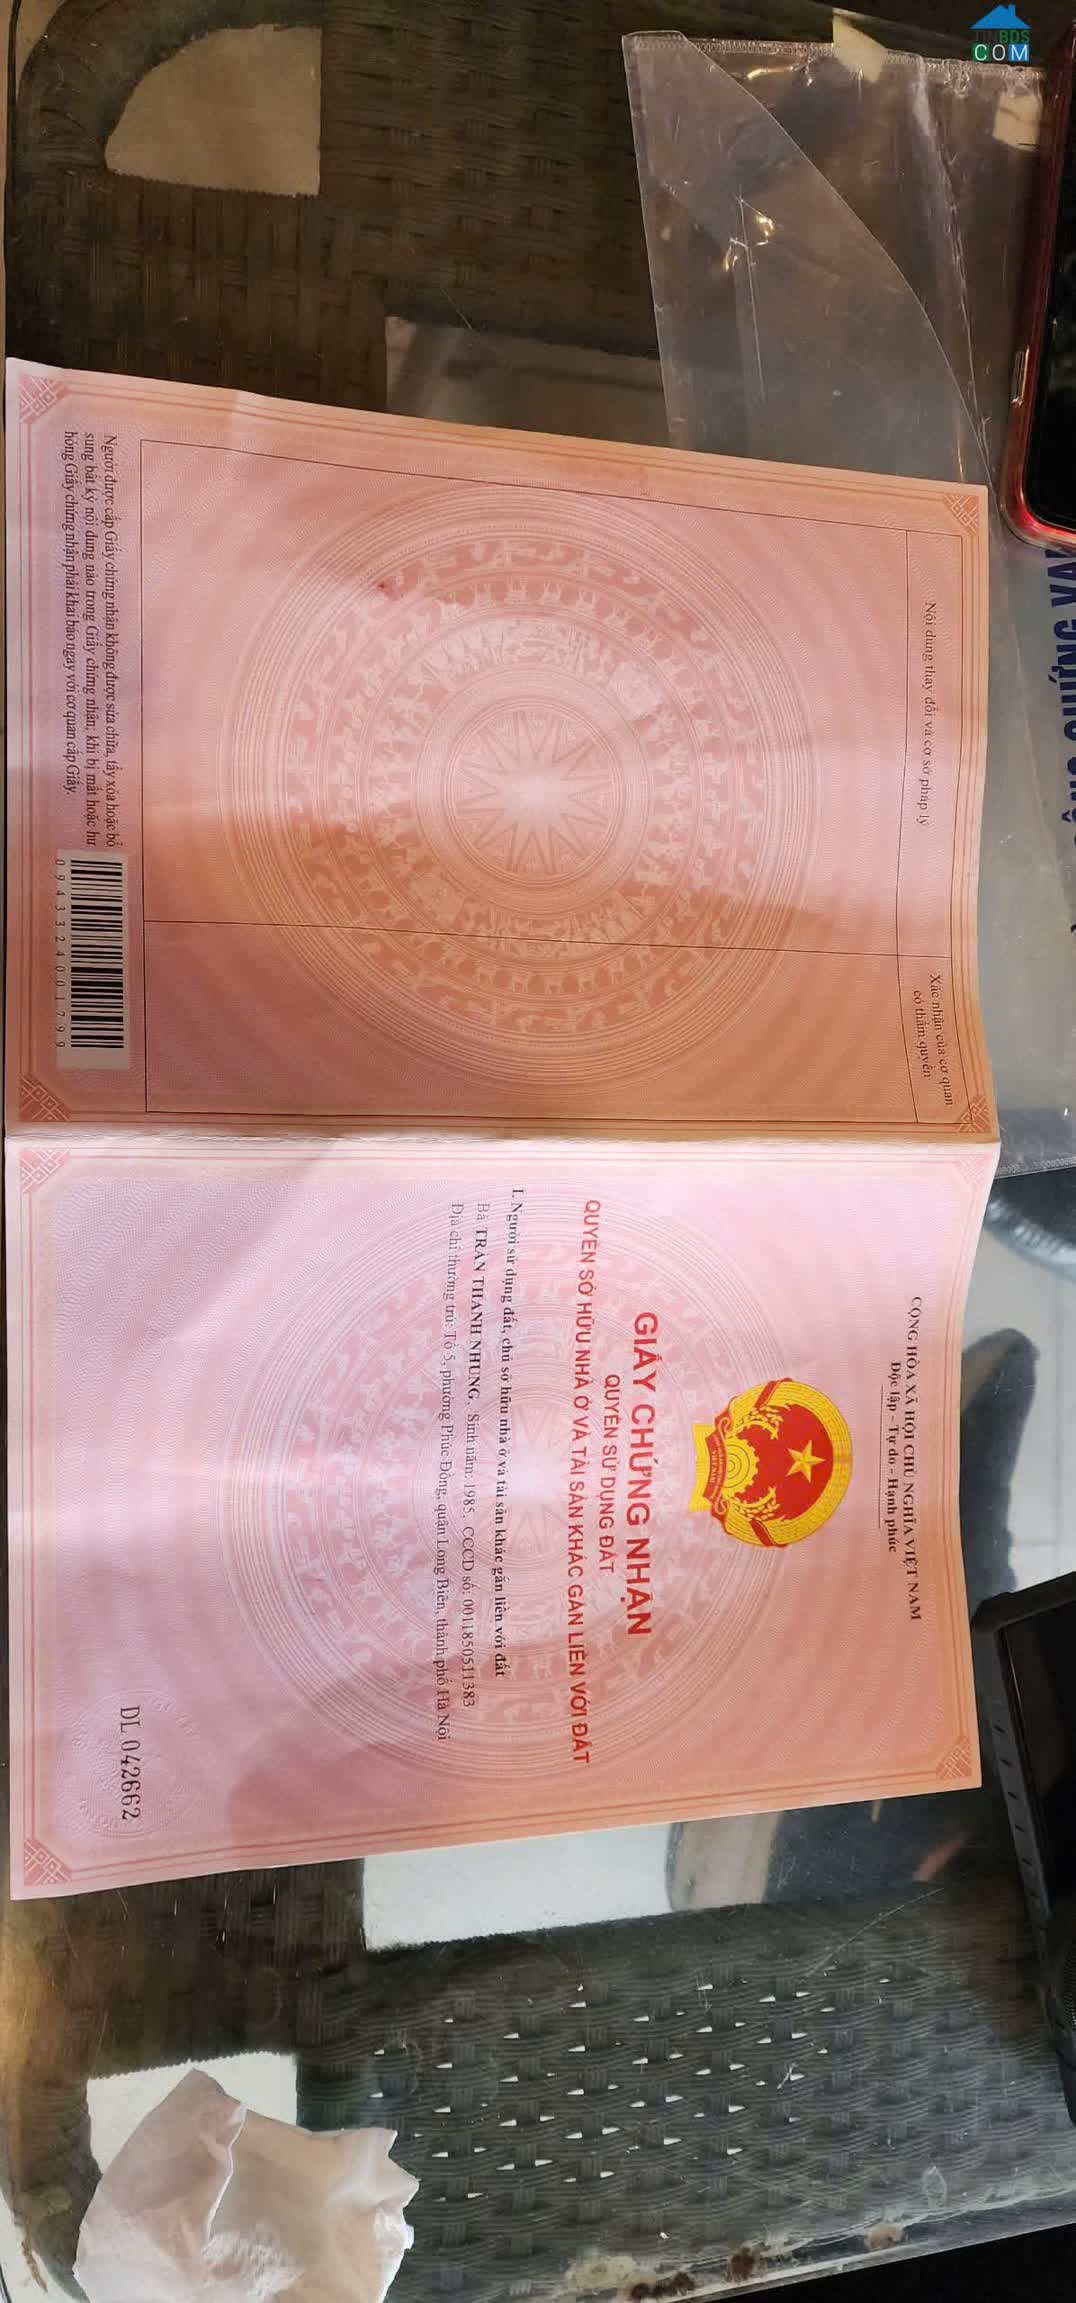 TINBDS
COM
CỘNG HÒA XÃ HỘI CHỦ NGHĨA VIỆT NAM
Độc lập - Tự do - Hạnh phúc
GIẤY CHỨNG NHẬN
QUYỀN SỬ DỤNG ĐẤT
QUYỀN SỞ HỮU NHÀ Ở VÀ TÀI SẢN KHÁC GẮN LIỀN VỚI ĐẤT
I. Người sử dụng đất, chủ sở hữu nhà ở và tài sản khác gắn liền với đất
Bà TRẦN THANH NHUNG, Sinh năm: 1985, CCCD số: 001185051383
Địa chỉ thường trú: Tổ 5, phường Phúc Đồng, quận Long Biên, thành phố Hà Nội
DL 042662
Nội dung thay đổi và cơ sở pháp lý
Xác nhận của cơ quan
có thẩm quyền
Người được cấp Giấy chứng nhận không được sửa chữa, tẩy xóa hoặc bổ
sung bất kỳ nội dung nào trong Giấy chứng nhận; khi bị mất hoặc hư
hỏng Giấy chứng nhận phải khai báo ngay với cơ quan cấp Giấy.
0943324001799
CHỨNG